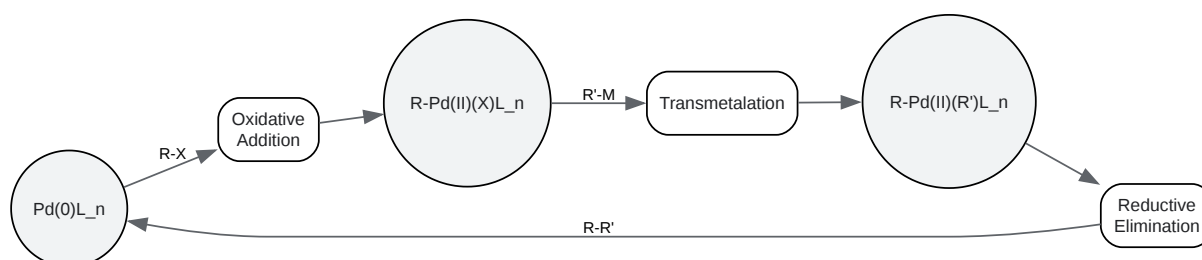 Pd(0)L_n
R-X
Oxidative
Addition
R-Pd(II)(X)L_n
R'-M
Transmetalation
R-Pd(II)(R')L_n
Reductive
Elimination
R-R'